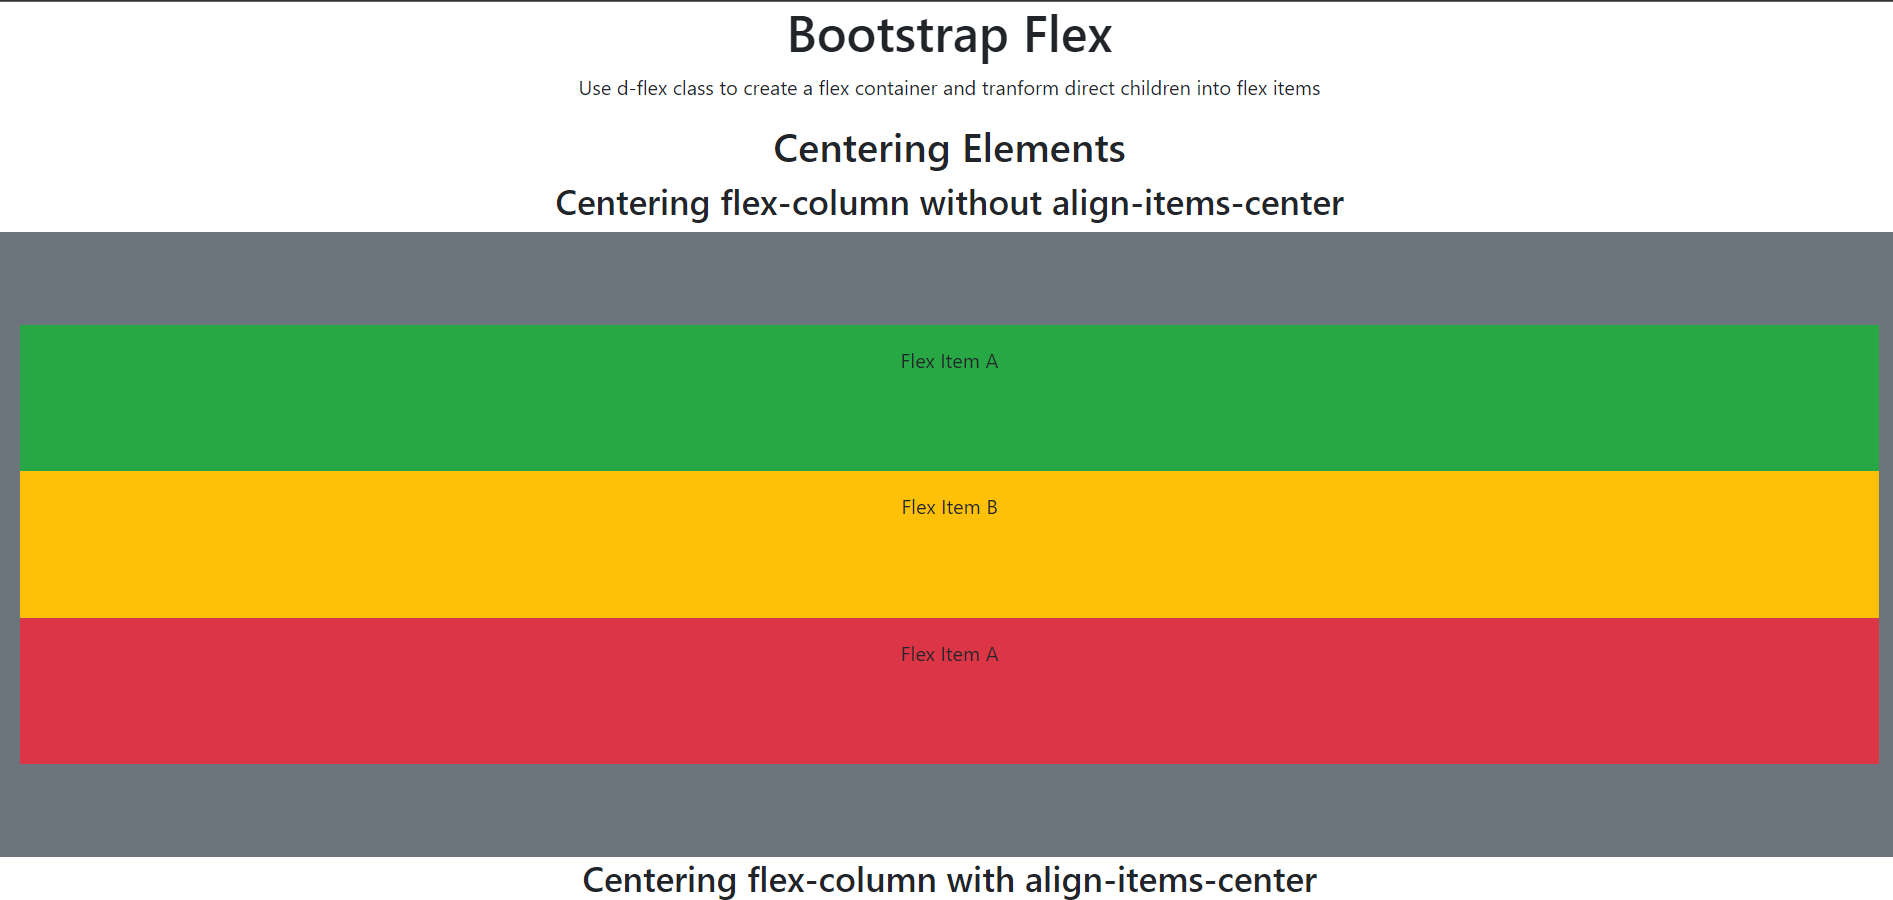 Bootstrap Flex
Use d-flex class to create a flex container and tranform direct children into flex items
Centering Elements
Centering flex-column without align-items-center
Flex Item A
Flex Item B
Flex Item A
Centering flex-column with align-items-center